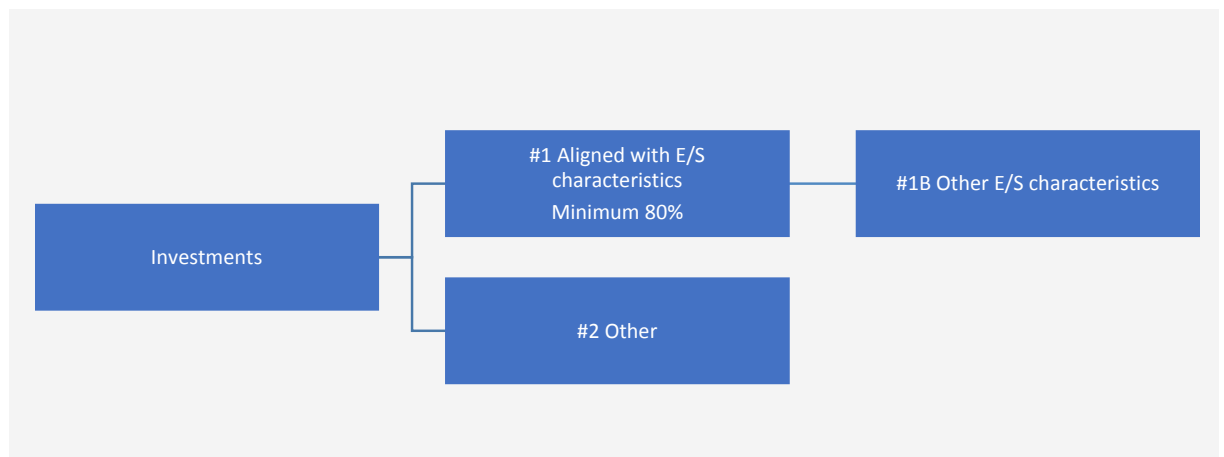 Investments
#1 Aligned with E/S
characteristics
Minimum 80%
#1B Other E/S characteristics
#2 Other